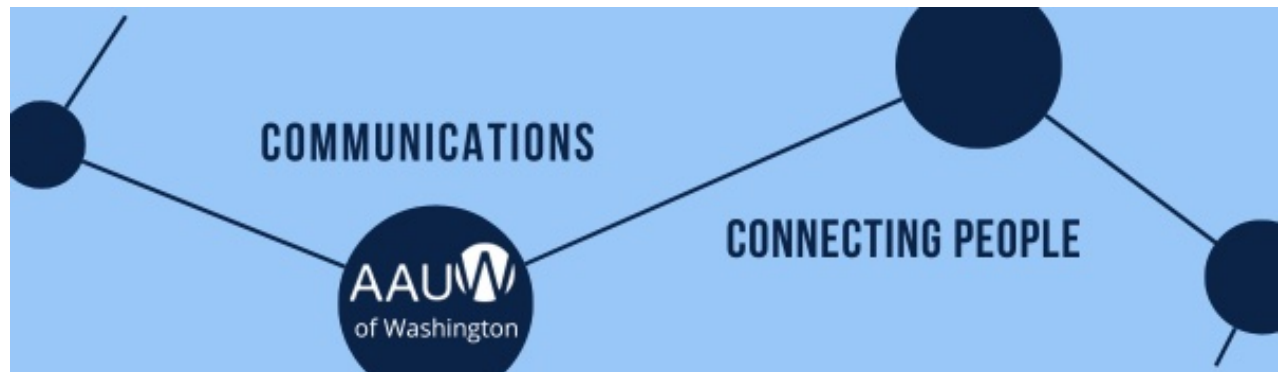 COMMUNICATIONS
CONNECTING PEOPLE
AAUW
of Washington